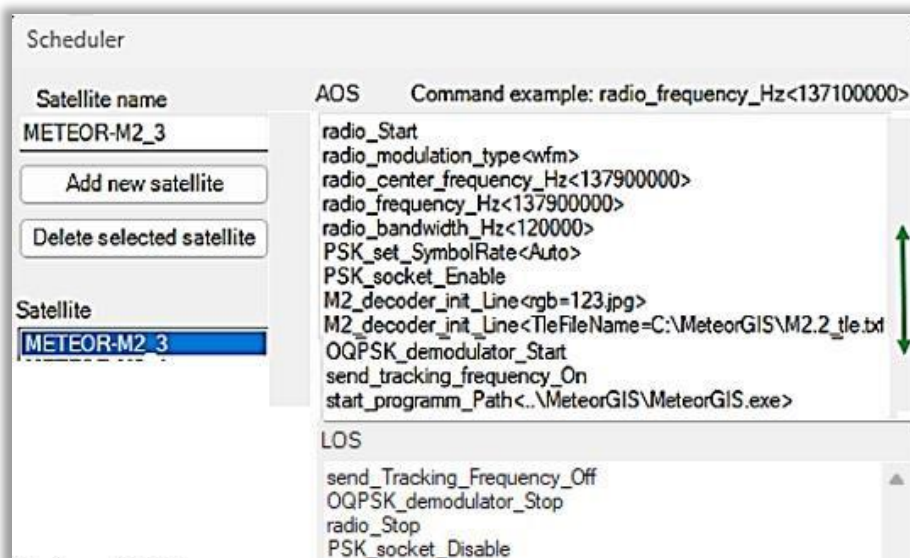 Scheduler
Satellite name
METEOR-M2_3
Add new satellite
Delete selected satellite
Satellite
METEOR-M2_3
AOS Command example: radio_frequency_Hz<137100000>
radio_Start
radio_modulation_type<wfm>
radio_center_frequency_Hz<137900000>
radio_frequency_Hz<137900000>
radio_bandwidth_Hz<120000>
PSK_set_SymbolRate<Auto>
PSK_socket_Enable
M2_decoder_init_Line<rgb=123.jpg>
M2_decoder_init_Line<TleFileName=C:\MeteorGIS\M2.2_tle.txt
OQPSK_demodulator_Start
send_tracking_frequency_On
start_programm_Path<..\MeteorGIS\MeteorGIS.exe>
LOS
send_Tracking_Frequency_Off
OQPSK_demodulator_Stop
radio_Stop
PSK_socket_Disable